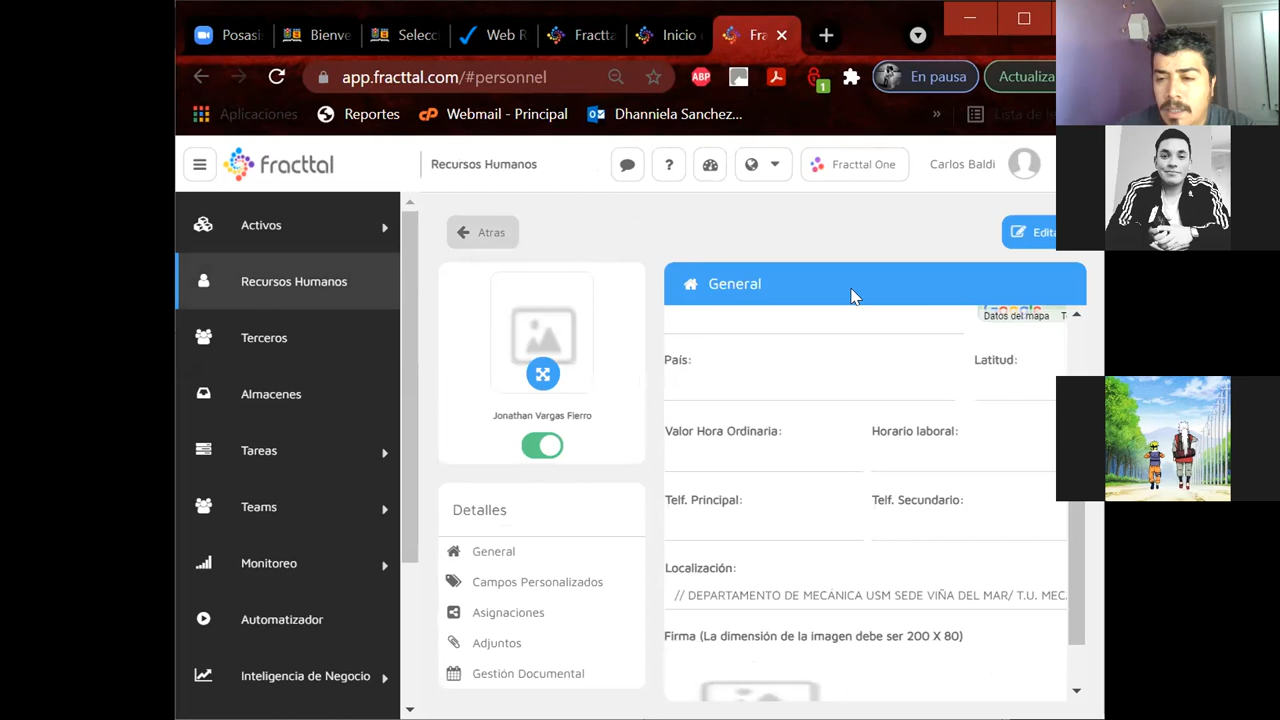 Posasi
Bienve
Selecc
Web R
Fractta
Inicio
Fra
app.fracttal.com/#personnel
ABP
1
En pausa
Actualiza
Aplicaciones
Reportes
Webmail - Principal
Dhanniela Sanchez...
»
Lista de le
fracttal
Recursos Humanos
?
Fracttal One
Carlos Baldi
Activos
Recursos Humanos
Terceros
Almacenes
Tareas
Teams
Monitoreo
Automatizador
Inteligencia de Negocio
Atras
Edita
Jonathan Vargas Fierro
Detalles
General
Campos Personalizados
Asignaciones
Adjuntos
Gestión Documental
General
Datos del mapa
País:
Latitud:
Valor Hora Ordinaria:
Horario laboral:
Telf. Principal:
Telf. Secundario:
Localización:
// DEPARTAMENTO DE MECÁNICA USM SEDE VIÑA DEL MAR/ T.U. MEC.
Firma (La dimensión de la imagen debe ser 200 X 80)